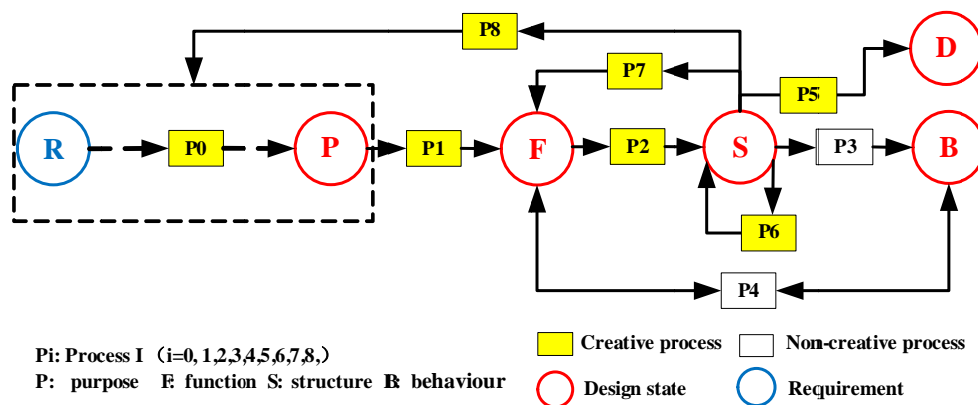 P8
P7
D
P5
R
P0
P
P1
F
P2
S
P3
B
P6
P4
Pi: Process I（i=0, 1,2,3,4,5,6,7,8,）
P: purpose F: function S: structure B: behaviour
Creative process
Non-creative process
Design state
Requirement